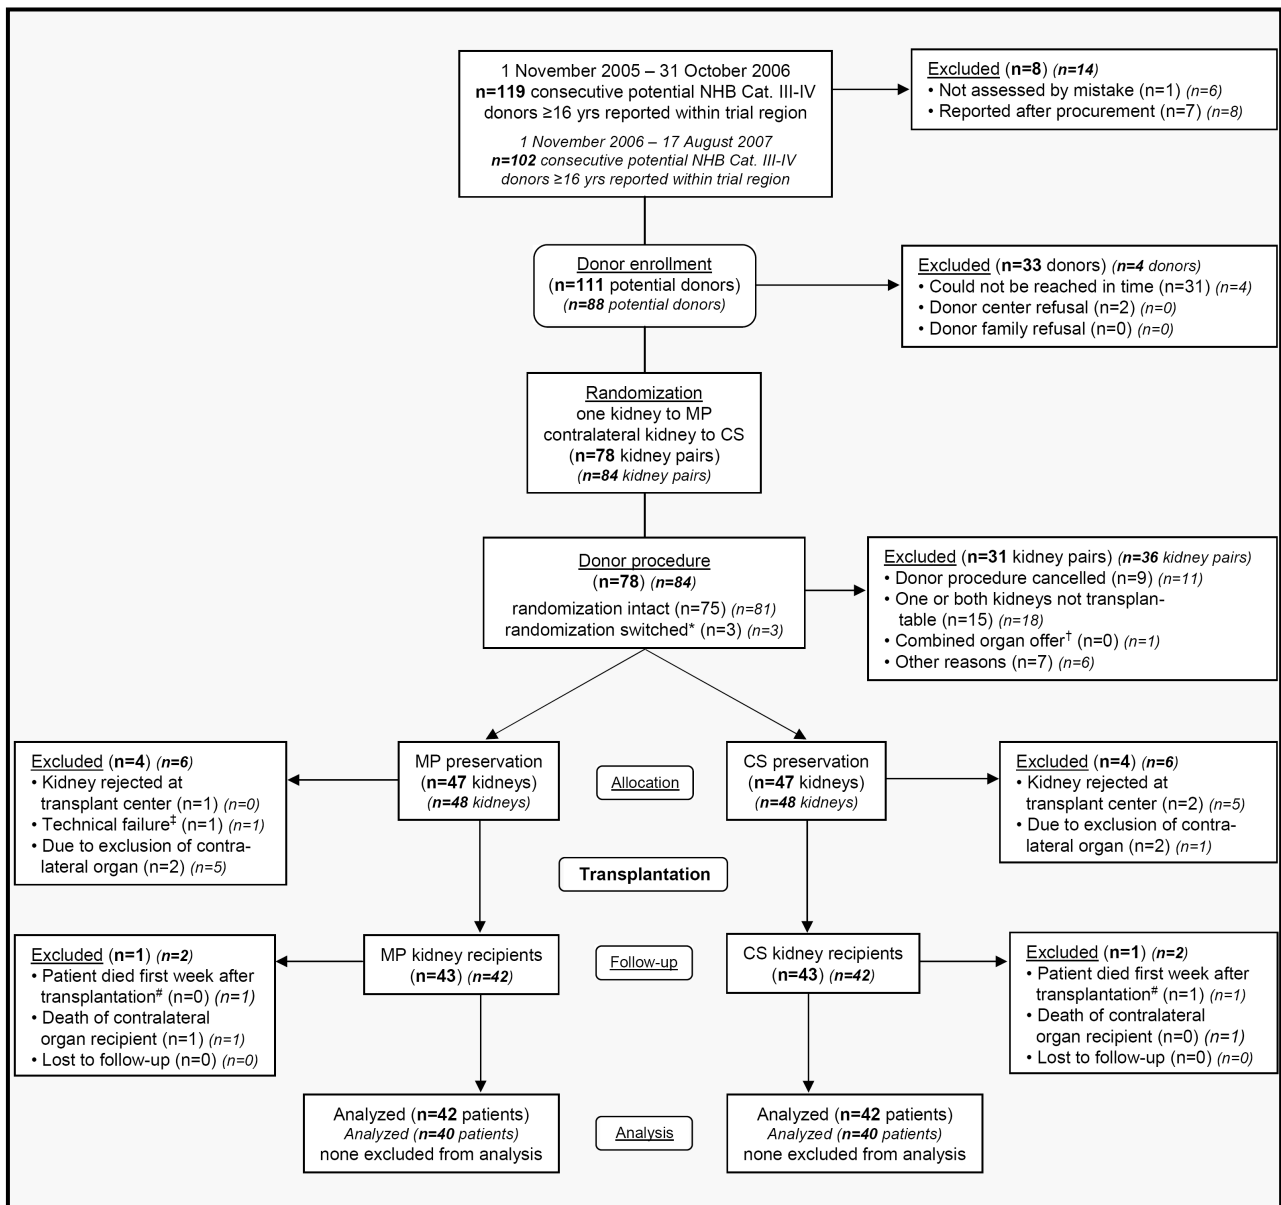 1 November 2005 – 31 October 2006
n=119 consecutive potential NHB Cat. III-IV
donors ≥16 yrs reported within trial region
1 November 2006 – 17 August 2007
n=102 consecutive potential NHB Cat. III-IV
donors ≥16 yrs reported within trial region
Excluded (n=8) (n=14)
• Not assessed by mistake (n=1) (n=6)
• Reported after procurement (n=7) (n=8)
Donor enrollment
(n=111 potential donors)
(n=88 potential donors)
Excluded (n=33 donors) (n=4 donors)
• Could not be reached in time (n=31) (n=4)
• Donor center refusal (n=2) (n=0)
• Donor family refusal (n=0) (n=0)
Randomization
one kidney to MP
contralateral kidney to CS
(n=78 kidney pairs)
(n=84 kidney pairs)
Donor procedure
(n=78) (n=84)
randomization intact (n=75) (n=81)
randomization switched* (n=3) (n=3)
Excluded (n=31 kidney pairs) (n=36 kidney pairs)
• Donor procedure cancelled (n=9) (n=11)
• One or both kidneys not transplan-
table (n=15) (n=18)
• Combined organ offer† (n=0) (n=1)
• Other reasons (n=7) (n=6)
Excluded (n=4) (n=6)
• Kidney rejected at
transplant center (n=1) (n=0)
• Technical failure‡ (n=1) (n=1)
• Due to exclusion of contra-
lateral organ (n=2) (n=5)
MP preservation
(n=47 kidneys)
(n=48 kidneys)
Allocation
CS preservation
(n=47 kidneys)
(n=48 kidneys)
Excluded (n=4) (n=6)
• Kidney rejected at
transplant center (n=2) (n=5)
• Due to exclusion of contra-
lateral organ (n=2) (n=1)
Transplantation
Excluded (n=1) (n=2)
• Patient died first week after
transplantation# (n=0) (n=1)
• Death of contralateral
organ recipient (n=1) (n=1)
• Lost to follow-up (n=0) (n=0)
MP kidney recipients
(n=43) (n=42)
Follow-up
CS kidney recipients
(n=43) (n=42)
Excluded (n=1) (n=2)
• Patient died first week after
transplantation# (n=1) (n=1)
• Death of contralateral
organ recipient (n=0) (n=1)
• Lost to follow-up (n=0) (n=0)
Analyzed (n=42 patients)
Analyzed (n=40 patients)
none excluded from analysis
Analysis
Analyzed (n=42 patients)
Analyzed (n=40 patients)
none excluded from analysis